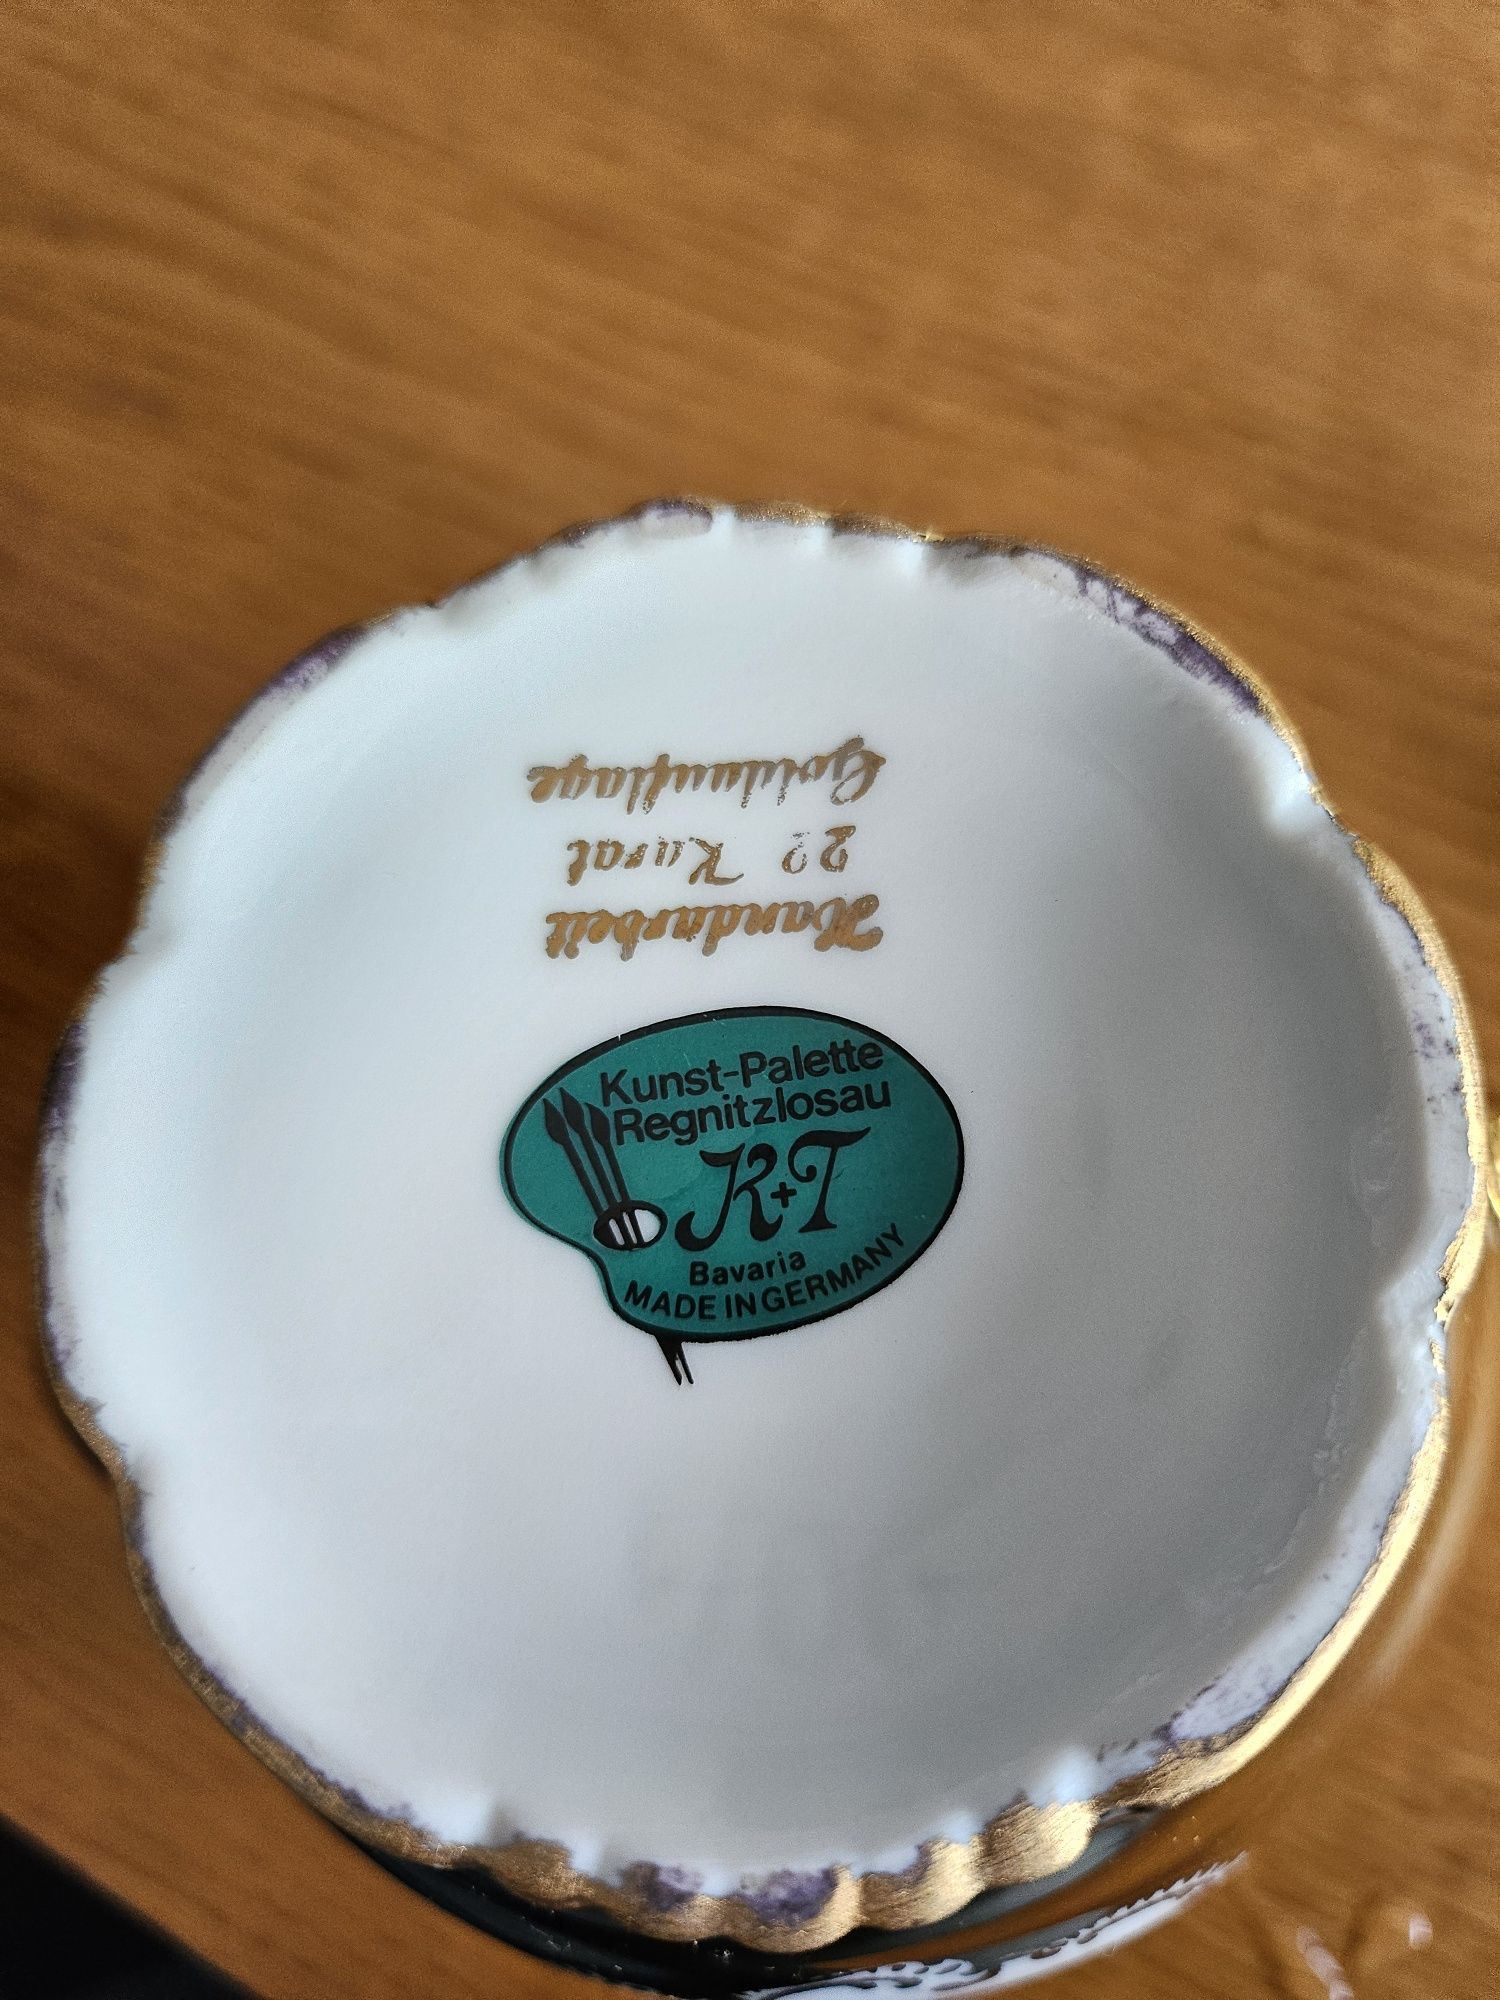 Handarbeit
22 Karat
Goldauflage
Kunst-Palette
Regnitzlosau
K+T
Bavaria
MADE IN GERMANY